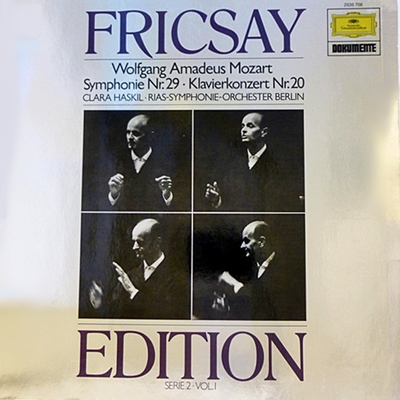 FRICSAY
Wolfgang Amadeus Mozart
Symphonie Nr. 29 · Klavierkonzert Nr. 20
CLARA HASKIL · RIAS-SYMPHONIE-ORCHESTER BERLIN
DOKUMENTE
EDITION
SERIE 2 · VOL. I